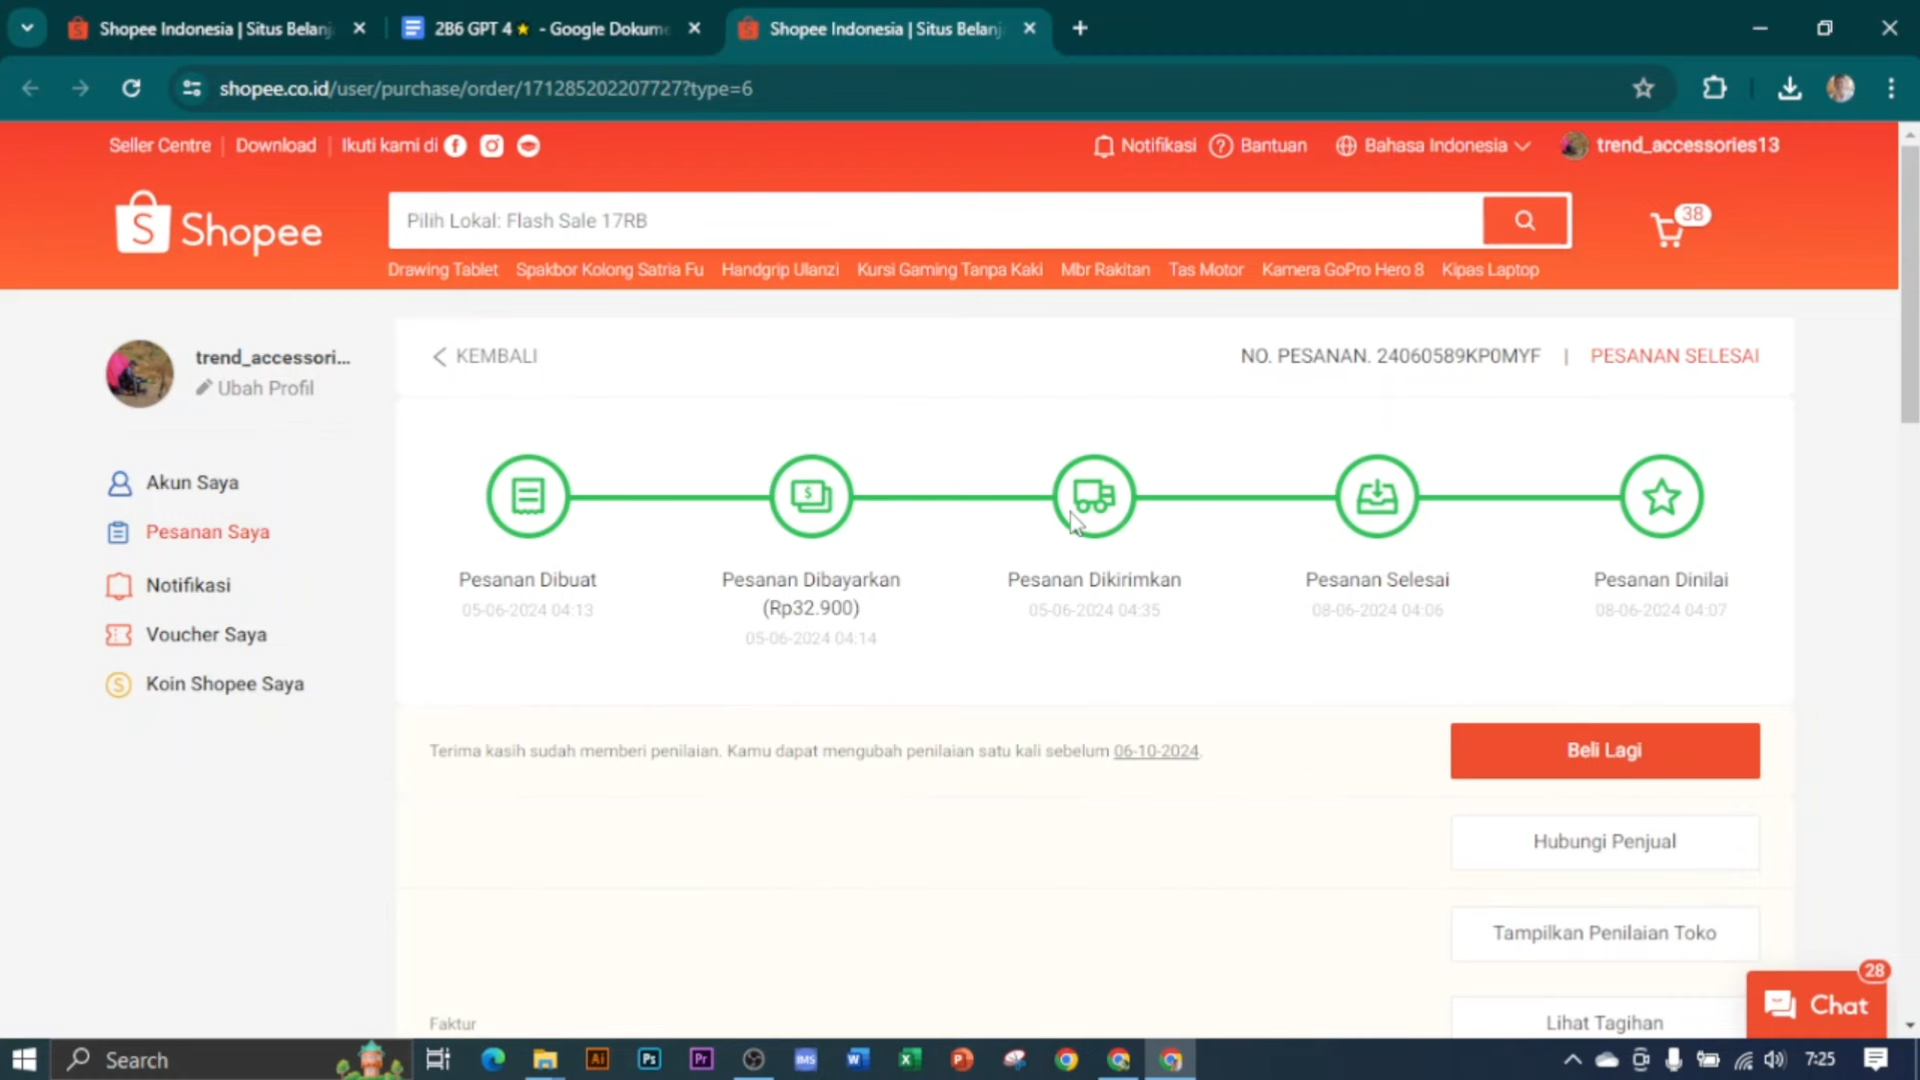 Shopee Indonesia | Situs Belanj
2B6 GPT 4 - Google Dokume
Shopee Indonesia | Situs Belanj
shopee.co.id/user/purchase/order/171285202207727?type=6
Seller Centre | Download | Ikuti kami di
Notifikasi
Bantuan
Bahasa Indonesia
trend_accessories13
Shopee
Pilih Lokal: Flash Sale 17RB
38
Drawing Tablet Spakbor Kolong Satria Fu Handgrip Ulanzi Kursi Gaming Tanpa Kaki Mbr Rakitan Tas Motor Kamera GoPro Hero 8 Kipas Laptop
trend_accessori...
Ubah Profil
Akun Saya
Pesanan Saya
Notifikasi
Voucher Saya
Koin Shopee Saya
KEMBALI
NO. PESANAN. 24060589KP0MYF | PESANAN SELESAI
Pesanan Dibuat
05-06-2024 04:13
Pesanan Dibayarkan
(Rp32.900)
05-06-2024 04:14
Pesanan Dikirimkan
05-06-2024 04:35
Pesanan Selesai
08-06-2024 04:06
Pesanan Dinilai
08-06-2024 04:07
Terima kasih sudah memberi penilaian. Kamu dapat mengubah penilaian satu kali sebelum 06-10-2024.
Beli Lagi
Hubungi Penjual
Tampilkan Penilaian Toko
Faktur
Lihat Tagihan
28
Chat
Search
Ai
Ps
Pr
IMS
7:25